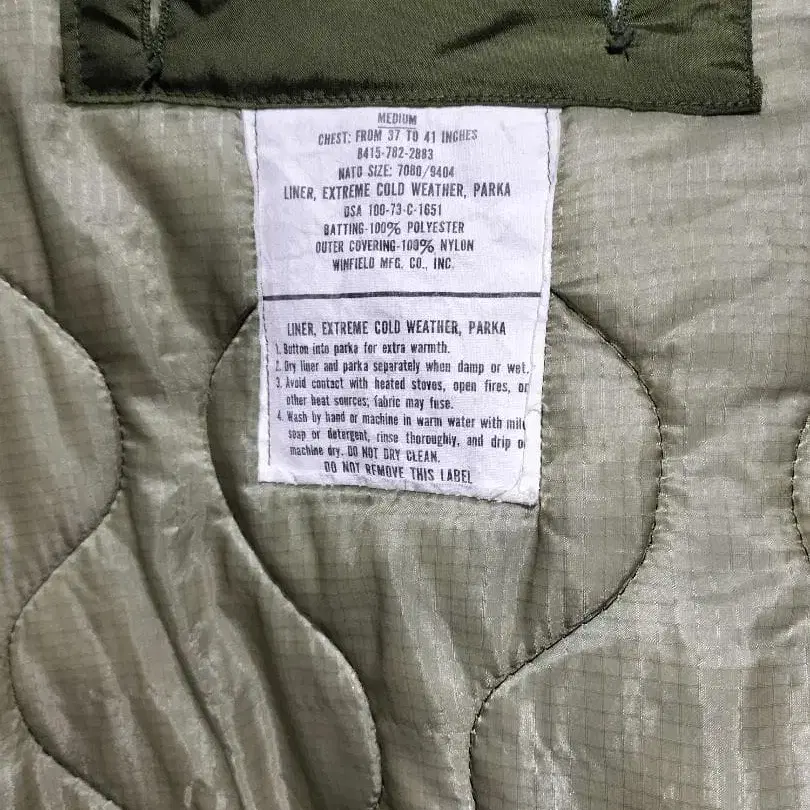 MEDIUM
CHEST: FROM 37 TO 41 INCHES
8415-782-2883
NATO SIZE: 7080/9404
LINER, EXTREME COLD WEATHER, PARKA
DSA 100-73-C-1651
BATTING-100% POLYESTER
OUTER COVERING-100% NYLON
WINFIELD MFG. CO., INC.
LINER, EXTREME COLD WEATHER, PARKA
1. Button into parka for extra warmth.
2. Dry liner and parka separately when damp or wet.
3. Avoid contact with heated stoves, open fires, or
other heat sources; fabric may fuse.
4. Wash by hand or machine in warm water with mild
soap or detergent, rinse thoroughly, and drip or
machine dry. DO NOT DRY CLEAN.
DO NOT REMOVE THIS LABEL